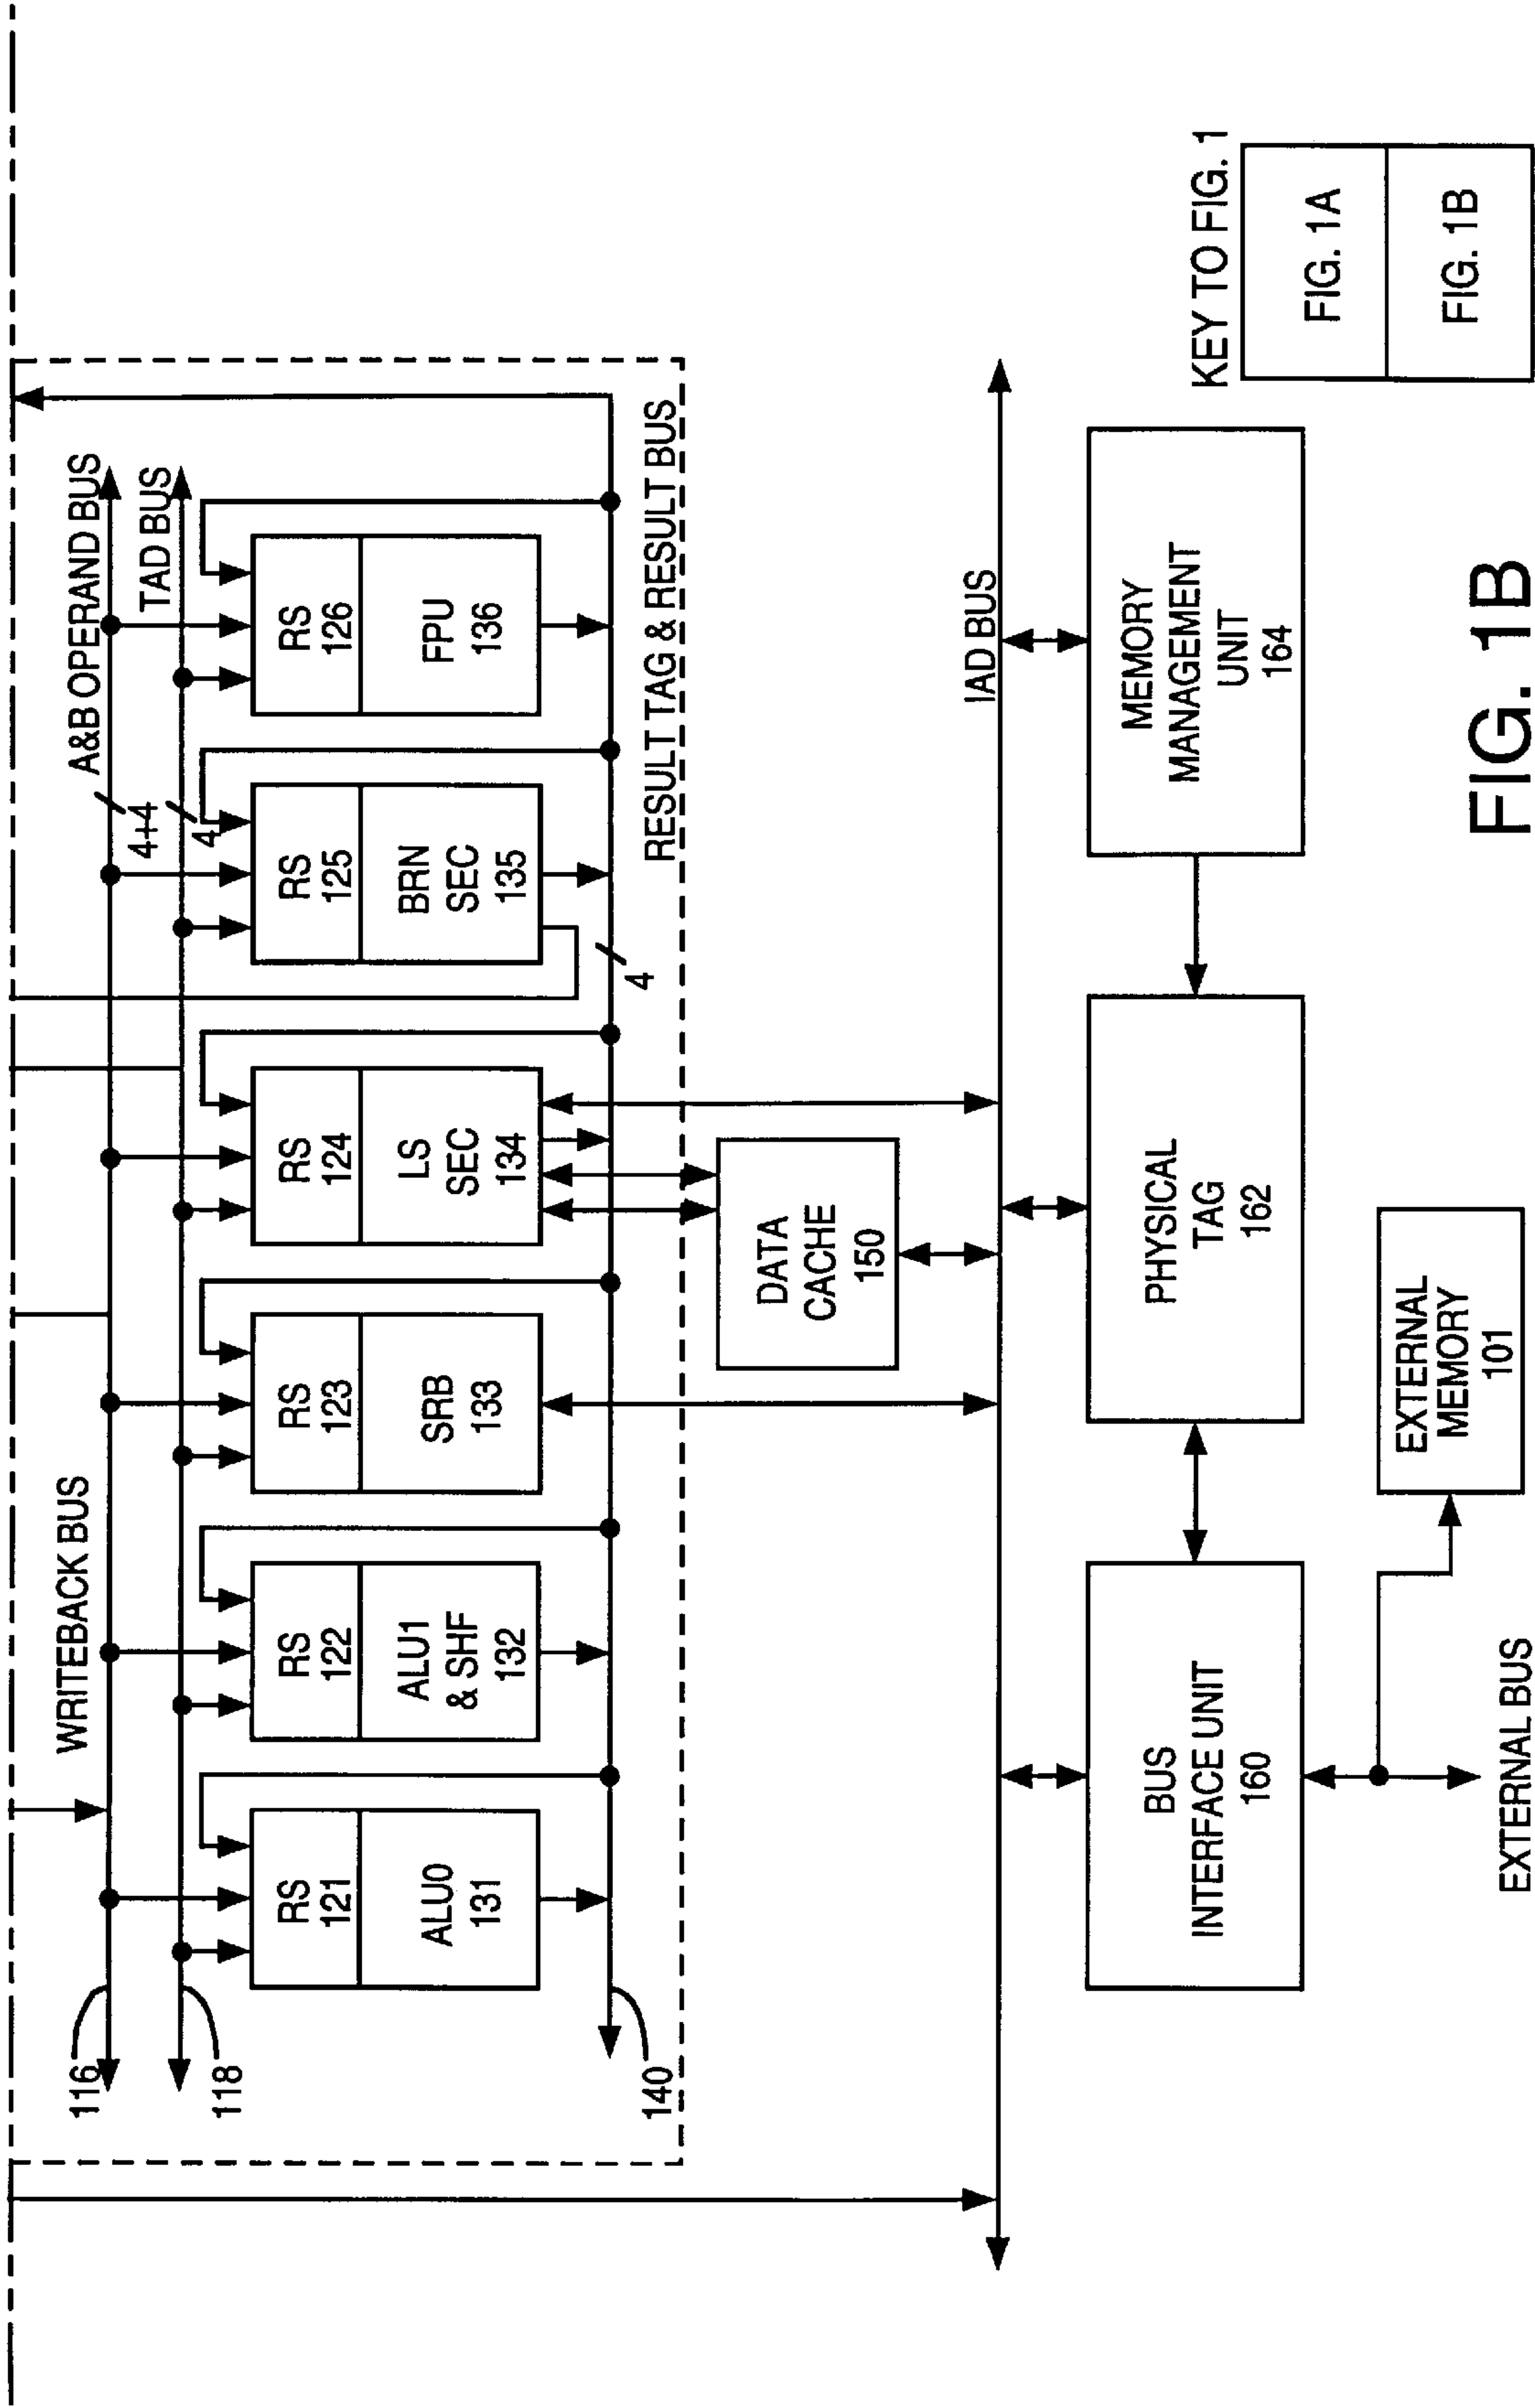 WRITEBACK BUS
A&B OPERAND BUS
TAD BUS
4+4
4
116
118
RS
121
ALU0
131
RS
122
ALU1
& SHF
132
RS
123
SRB
133
RS
124
LS
SEC
134
RS
125
BRN
SEC
135
RS
126
FPU
136
4
140
RESULT TAG & RESULT BUS
DATA
CACHE
150
IAD BUS
BUS
INTERFACE UNIT
160
PHYSICAL
TAG
162
MEMORY
MANAGEMENT
UNIT
164
EXTERNAL
MEMORY
101
EXTERNAL BUS
KEY TO FIG. 1
FIG. 1A
FIG. 1B
FIG. 1B